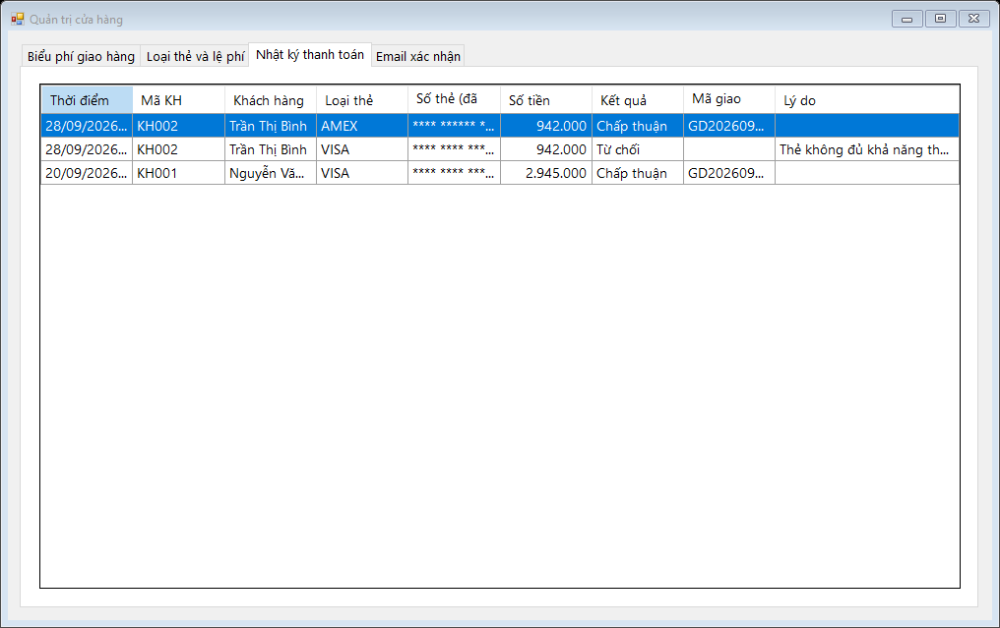 Quản trị cửa hàng
Biểu phí giao hàng Loại thẻ và lệ phí Nhật ký thanh toán Email xác nhận
Thời điểm Mã KH Khách hàng Loại thẻ Số thẻ (đã Số tiền Kết quả Mã giao Lý do
28/09/2026... KH002 Trần Thị Bình AMEX **** ****** *... 942.000 Chấp thuận GD202609...
28/09/2026... KH002 Trần Thị Bình VISA **** **** ***... 942.000 Từ chối Thẻ không đủ khả năng th...
20/09/2026... KH001 Nguyễn Vă... VISA **** **** ***... 2.945.000 Chấp thuận GD202609...